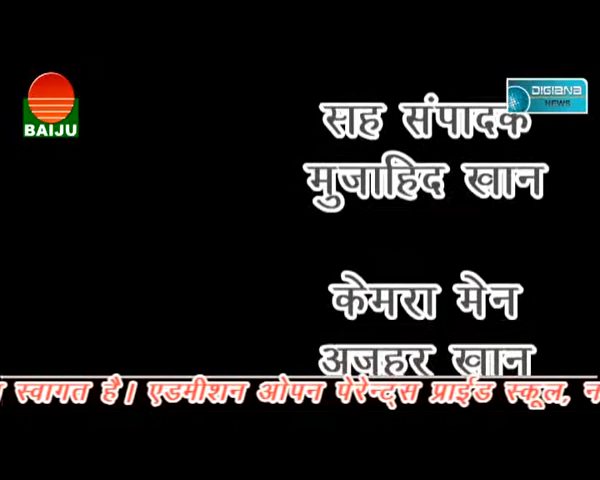 BAIJU
DIGIANA
NEWS
सह संपादक
मुजाहिद खान
केमरा मेन
अजहर खान
स्वागत है। एडमीशन ओपन पेरेन्ट्स प्राईड स्कूल,